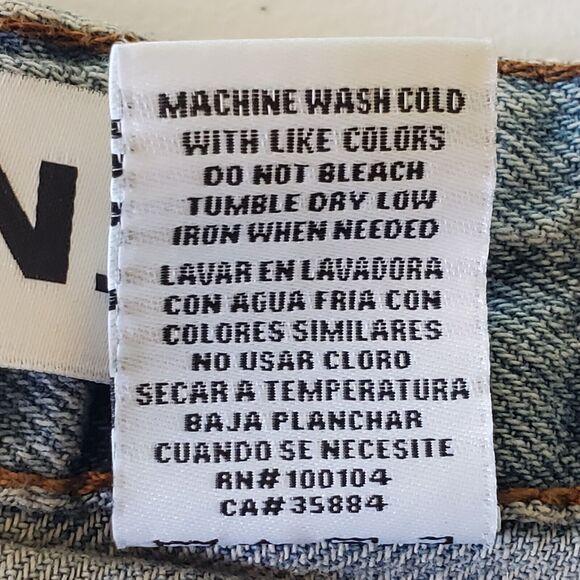 MACHINE WASH COLD
WITH LIKE COLORS
DO NOT BLEACH
TUMBLE DRY LOW
IRON WHEN NEEDED
LAVAR EN LAVADORA
CON AGUA FRIA CON
COLORES SIMILARES
NO USAR CLORO
SECAR A TEMPERATURA
BAJA PLANCHAR
CUANDO SE NECESITE
RN#100104
CA#35884
N